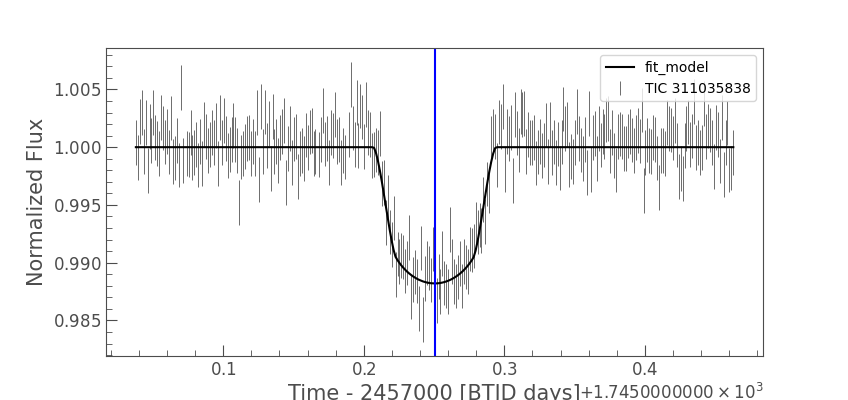 fit_model
TIC 311035838
1.005
1.000
0.995
0.990
0.985
Normalized Flux
0.1 0.2 0.3 0.4
Time - 2457000 [BTJD days]
+1.7450000000 × 10³